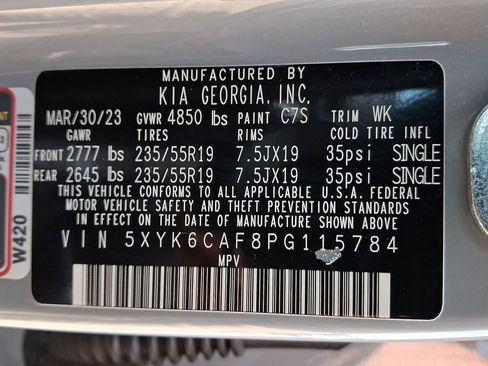 MANUFACTURED BY
KIA GEORGIA, INC.
MAR/30/23 GVWR 4850 lbs PAINT C7S TRIM WK
GAWR TIRES RIMS COLD TIRE INFL
FRONT 2777 lbs 235/55R19 7.5JX19 35psi SINGLE
REAR 2645 lbs 235/55R19 7.5JX19 35psi SINGLE
THIS VEHICLE CONFORMS TO ALL APPLICABLE U.S.A. FEDERAL
MOTOR VEHICLE SAFETY AND THEFT PREVENTION STANDARDS
IN EFFECT ON THE DATE OF MANUFACTURE SHOWN ABOVE
VIN 5XYK6CAF8PG115784
MPV
W420